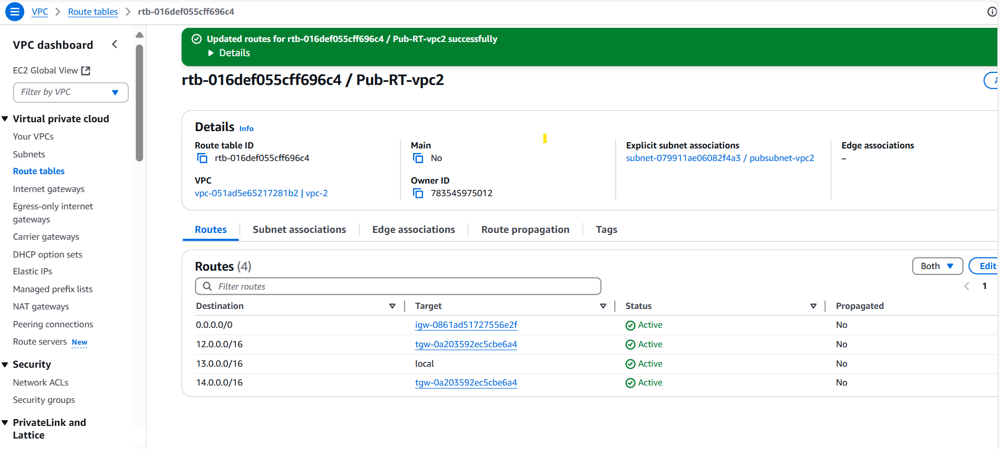 VPC > Route tables > rtb-016def055cff696c4
VPC dashboard
EC2 Global View
Filter by VPC
Virtual private cloud
Your VPCs
Subnets
Route tables
Internet gateways
Egress-only internet
gateways
Carrier gateways
DHCP option sets
Elastic IPs
Managed prefix lists
NAT gateways
Peering connections
Route servers New
Security
Network ACLs
Security groups
PrivateLink and
Lattice
Updated routes for rtb-016def055cff696c4 / Pub-RT-vpc2 successfully
Details
rtb-016def055cff696c4 / Pub-RT-vpc2
Details Info
Route table ID
rtb-016def055cff696c4
Main
No
Explicit subnet associations
subnet-079911ae06082f4a3 / pubsubnet-vpc2
Edge associations
–
VPC
vpc-051ad5e65217281b2 | vpc-2
Owner ID
783545975012
Routes Subnet associations Edge associations Route propagation Tags
Routes (4)
Both Edit
Filter routes
1
Destination Target Status Propagated
0.0.0.0/0 igw-0861ad51727556e2f Active No
12.0.0.0/16 tgw-0a203592ec5cbe6a4 Active No
13.0.0.0/16 local Active No
14.0.0.0/16 tgw-0a203592ec5cbe6a4 Active No